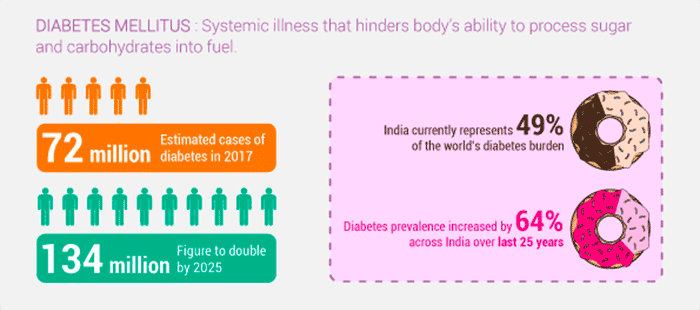 DIABETES MELLITUS : Systemic illness that hinders body's ability to process sugar
and carbohydrates into fuel.
72 million
Estimated cases of
diabetes in 2017
134 million
Figure to double
by 2025
India currently represents 49%
of the world's diabetes burden
Diabetes prevalence increased by 64%
across India over last 25 years